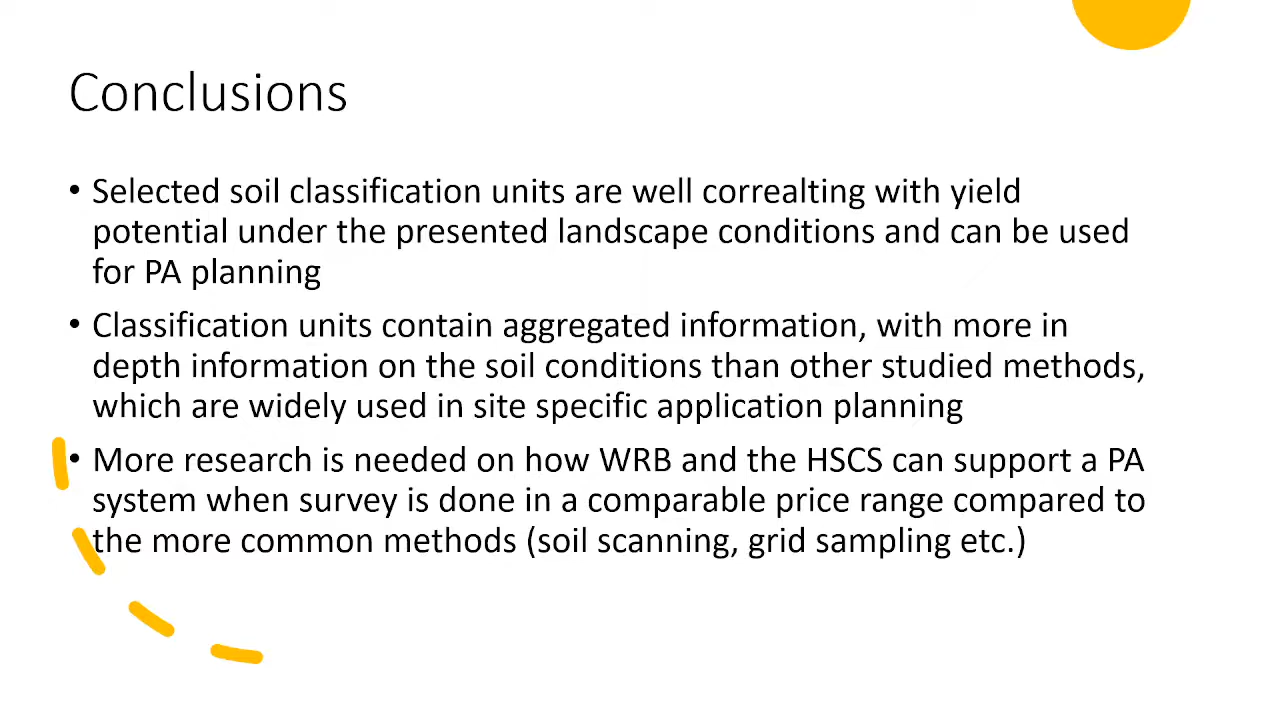 Conclusions
• Selected soil classification units are well correalting with yield
potential under the presented landscape conditions and can be used
for PA planning
• Classification units contain aggregated information, with more in
depth information on the soil conditions than other studied methods,
which are widely used in site specific application planning
• More research is needed on how WRB and the HSCS can support a PA
system when survey is done in a comparable price range compared to
the more common methods (soil scanning, grid sampling etc.)